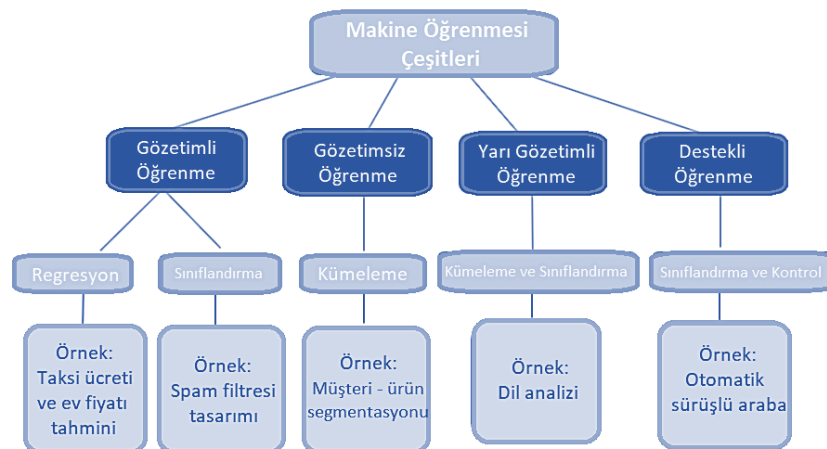 Makine Öğrenmesi
Çeşitleri
Gözetimli
Öğrenme
Gözetimsiz
Öğrenme
Yarı Gözetimli
Öğrenme
Destekli
Öğrenme
Regresyon
Sınıflandırma
Kümeleme
Kümeleme ve Sınıflandırma
Sınıflandırma ve Kontrol
Örnek:
Taksi ücreti
ve ev fiyatı
tahmini
Örnek:
Spam filtresi
tasarımı
Örnek:
Müşteri - ürün
segmentasyonu
Örnek:
Dil analizi
Örnek:
Otomatik
sürüşlü araba